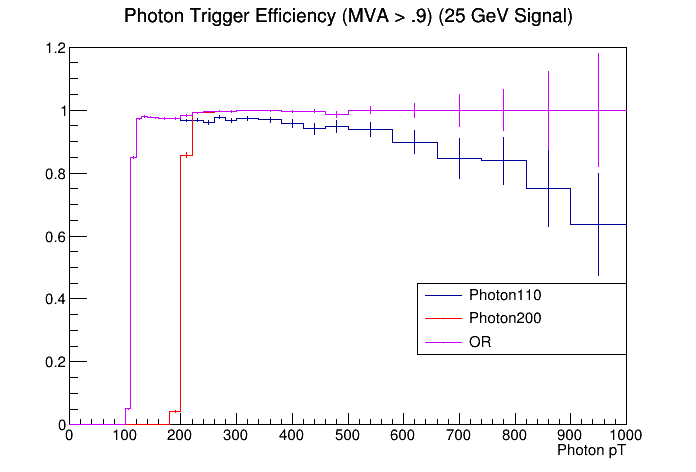 Photon Trigger Efficiency (MVA > .9) (25 GeV Signal)
1.2
1
0.8
0.6
0.4
0.2
0
Photon110
Photon200
OR
0 100 200 300 400 500 600 700 800 900 1000
Photon pT